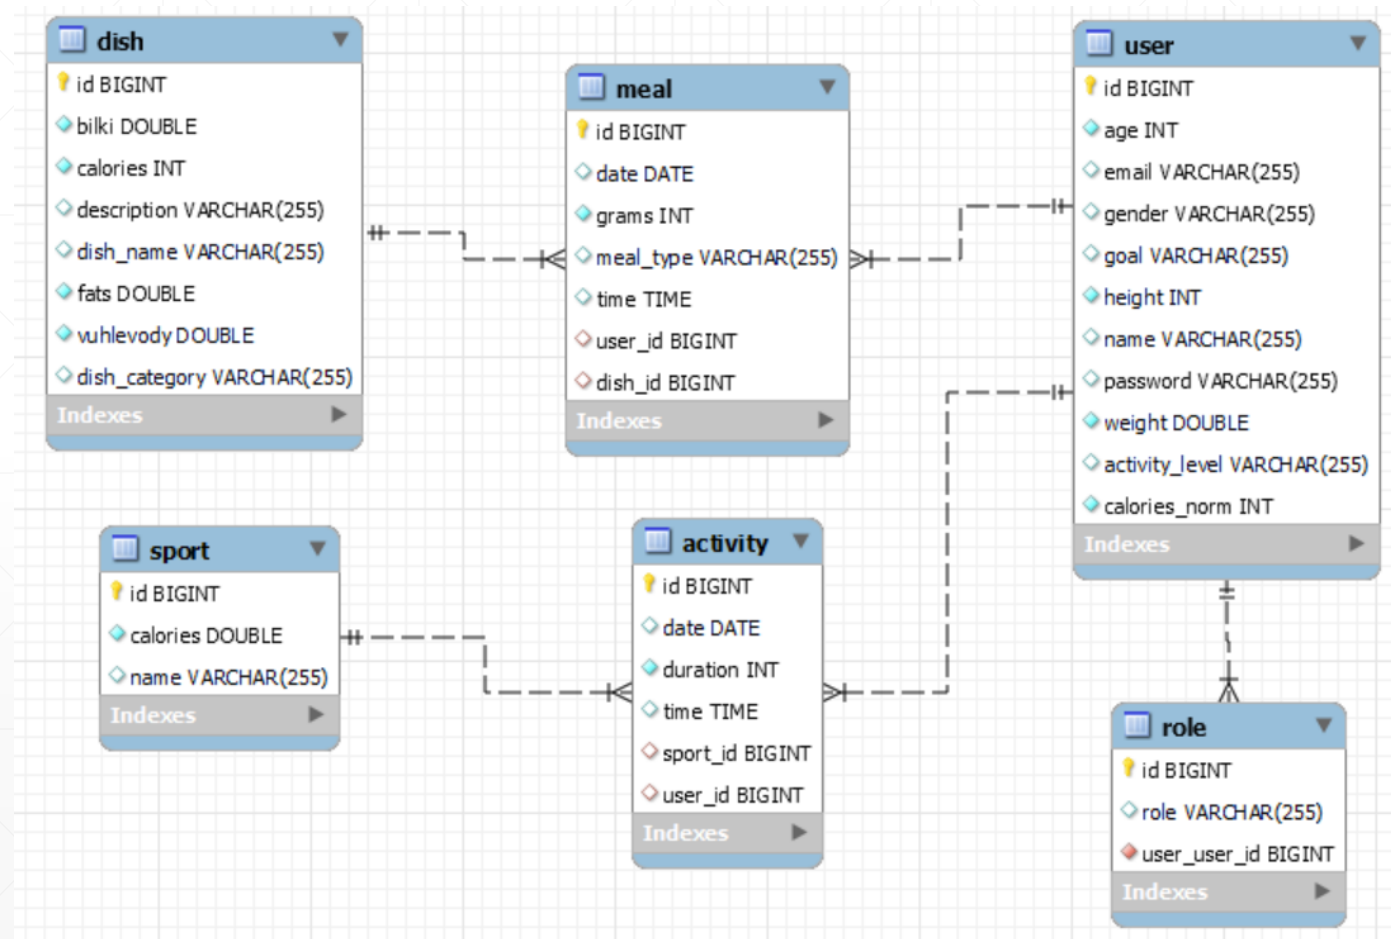 dish
id BIGINT
bilki DOUBLE
calories INT
description VARCHAR(255)
dish_name VARCHAR(255)
fats DOUBLE
vuhlevody DOUBLE
dish_category VARCHAR(255)
Indexes
meal
id BIGINT
date DATE
grams INT
meal_type VARCHAR(255)
time TIME
user_id BIGINT
dish_id BIGINT
Indexes
user
id BIGINT
age INT
email VARCHAR(255)
gender VARCHAR(255)
goal VARCHAR(255)
height INT
name VARCHAR(255)
password VARCHAR(255)
weight DOUBLE
activity_level VARCHAR(255)
calories_norm INT
Indexes
sport
id BIGINT
calories DOUBLE
name VARCHAR(255)
Indexes
activity
id BIGINT
date DATE
duration INT
time TIME
sport_id BIGINT
user_id BIGINT
Indexes
role
id BIGINT
role VARCHAR(255)
user_user_id BIGINT
Indexes